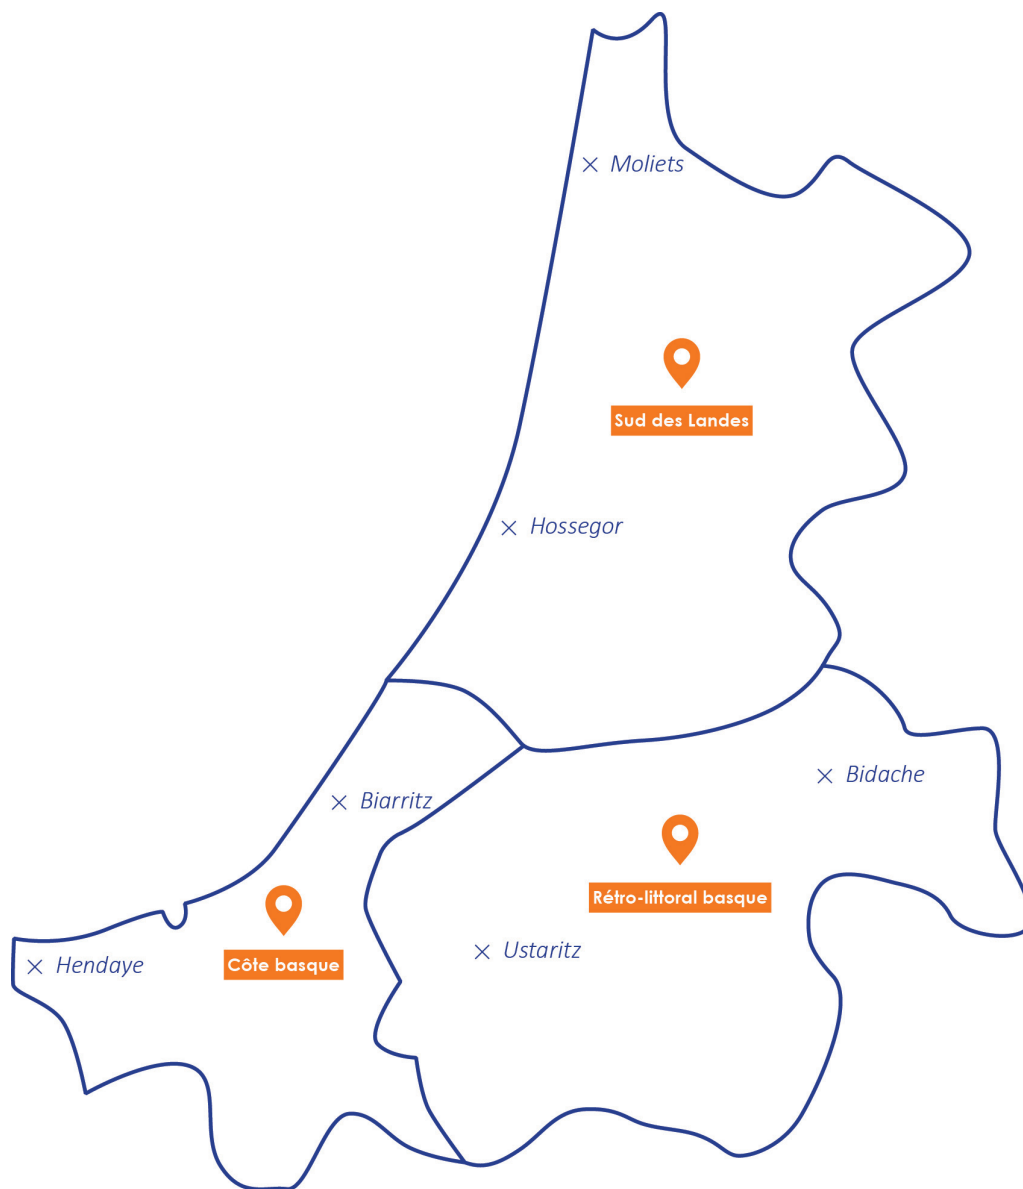 Moliets
Sud des Landes
Hossegor
Bidache
Biarritz
Rétro-littoral basque
Ustaritz
Côte basque
Hendaye